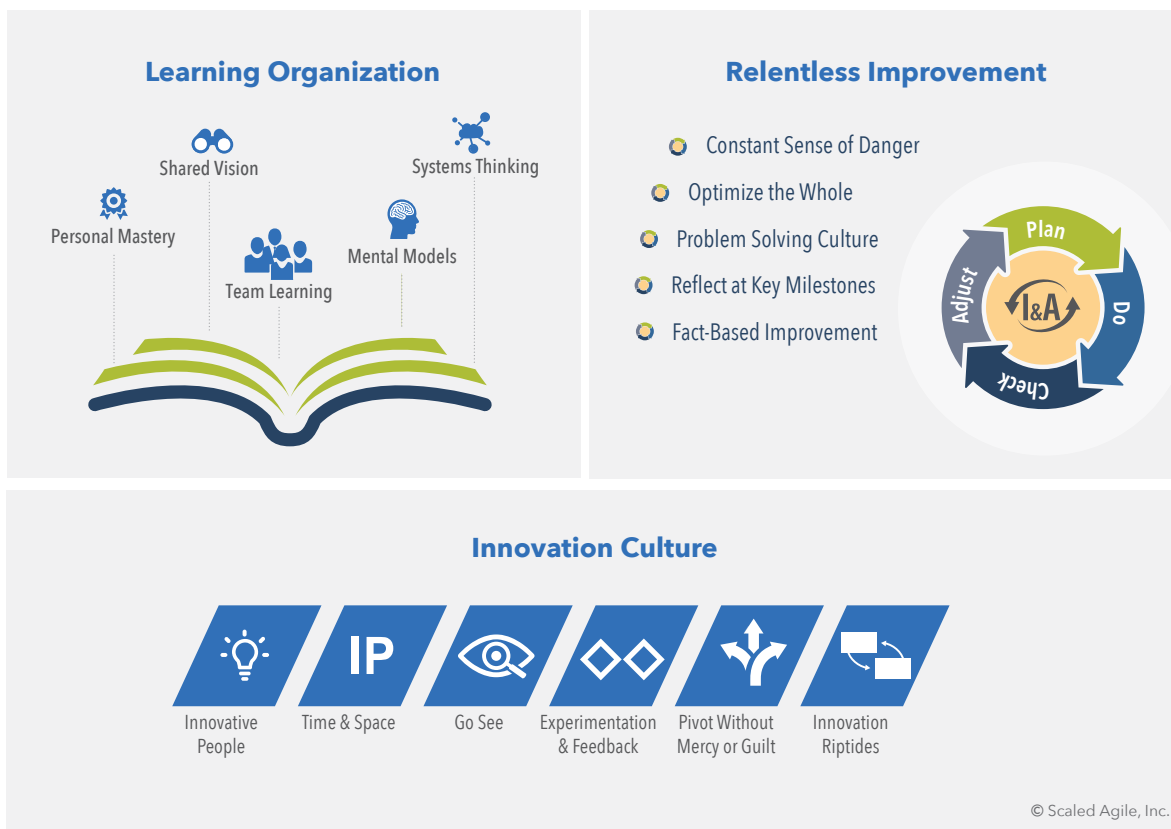 Learning Organization
Shared Vision
Systems Thinking
Personal Mastery
Mental Models
Team Learning
Relentless Improvement
Constant Sense of Danger
Optimize the Whole
Problem Solving Culture
Reflect at Key Milestones
Fact-Based Improvement
Plan
Do
Check
Adjust
I&A
Innovation Culture
IP
Innovative
People
Time & Space
Go See
Experimentation
& Feedback
Pivot Without
Mercy or Guilt
Innovation
Riptides
© Scaled Agile, Inc.